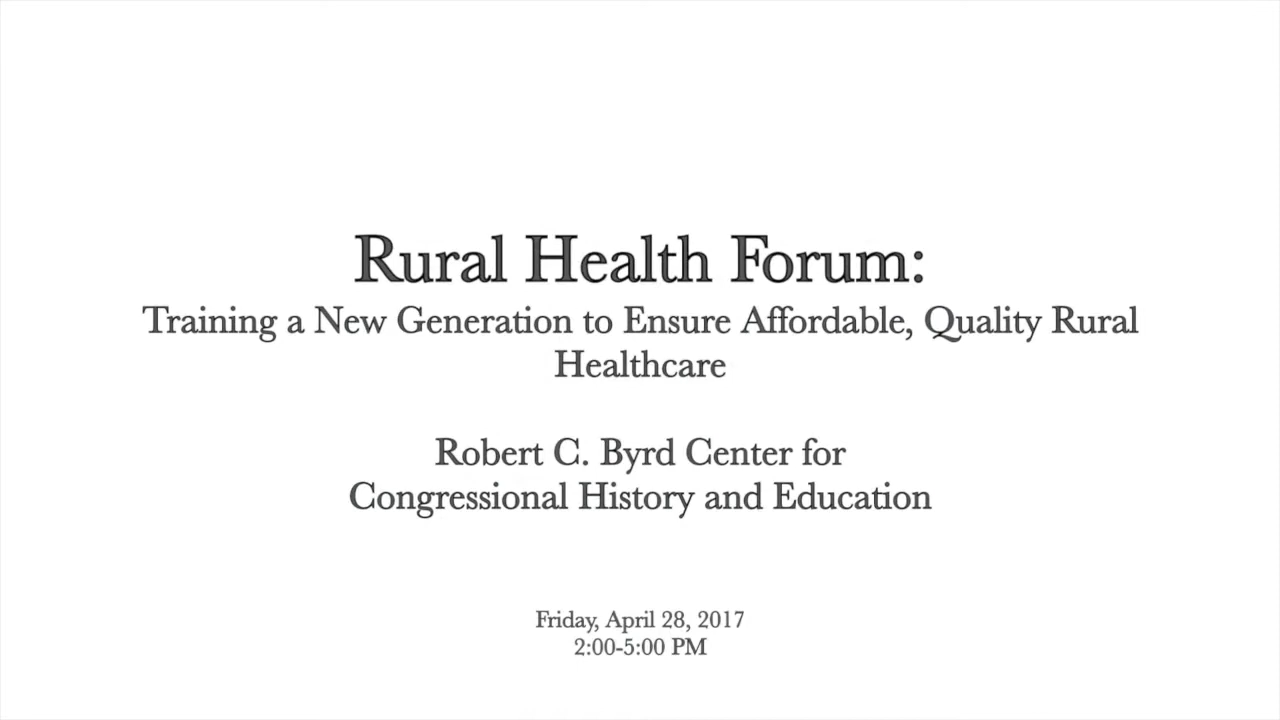 Rural Health Forum:
Training a New Generation to Ensure Affordable, Quality Rural
Healthcare
Robert C. Byrd Center for
Congressional History and Education
Friday, April 28, 2017
2:00-5:00 PM